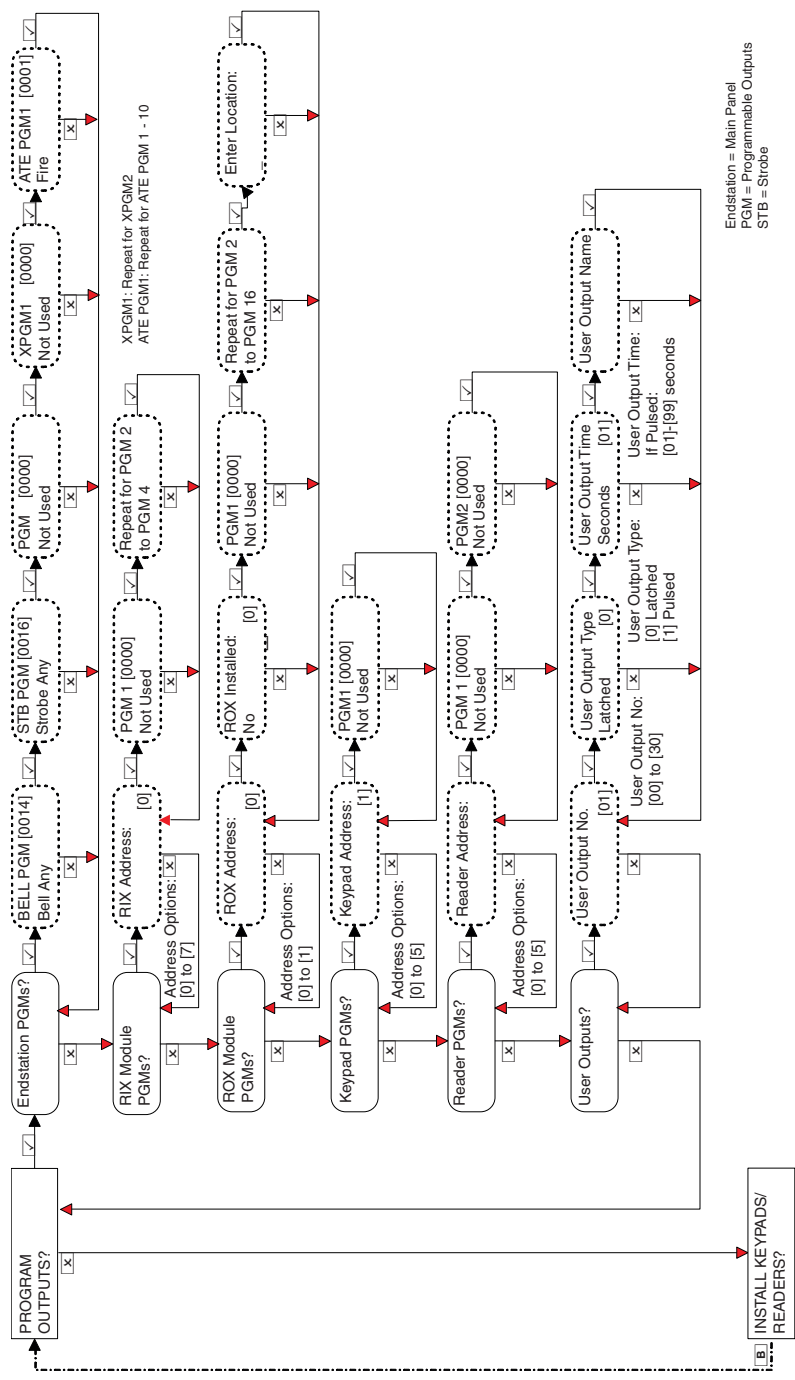 PROGRAM
OUTPUTS?
Endstation PGMs?
BELL PGM [0014]
Bell Any
STB PGM [0016]
Strobe Any
PGM [0000]
Not Used
XPGM1 [0000]
Not Used
ATE PGM1 [0001]
Fire
XPGM1: Repeat for XPGM2
ATE PGM1: Repeat for ATE PGM 1 - 10
RIX Module
PGMs?
RIX Address:
[0]
Address Options:
[0] to [7]
PGM 1 [0000]
Not Used
Repeat for PGM 2
to PGM 4
ROX Module
PGMs?
ROX Address:
[0]
Address Options:
[0] to [1]
ROX Installed:
No
[0]
PGM1 [0000]
Not Used
Repeat for PGM 2
to PGM 16
Enter Location:
Keypad PGMs?
Keypad Address:
[1]
Address Options:
[0] to [5]
PGM1 [0000]
Not Used
Reader PGMs?
Reader Address:
Address Options:
[0] to [5]
PGM 1 [0000]
Not Used
PGM2 [0000]
Not Used
User Outputs?
User Output No.
[01]
User Output No:
[00] to [30]
User Output Type
Latched
[0]
User Output Type:
[0] Latched
[1] Pulsed
User Output Time
Seconds
[01]
User Output Time:
If Pulsed:
[01]-[99] seconds
User Output Name
Endstation = Main Panel
PGM = Programmable Outputs
STB = Strobe
B
INSTALL KEYPADS/
READERS?